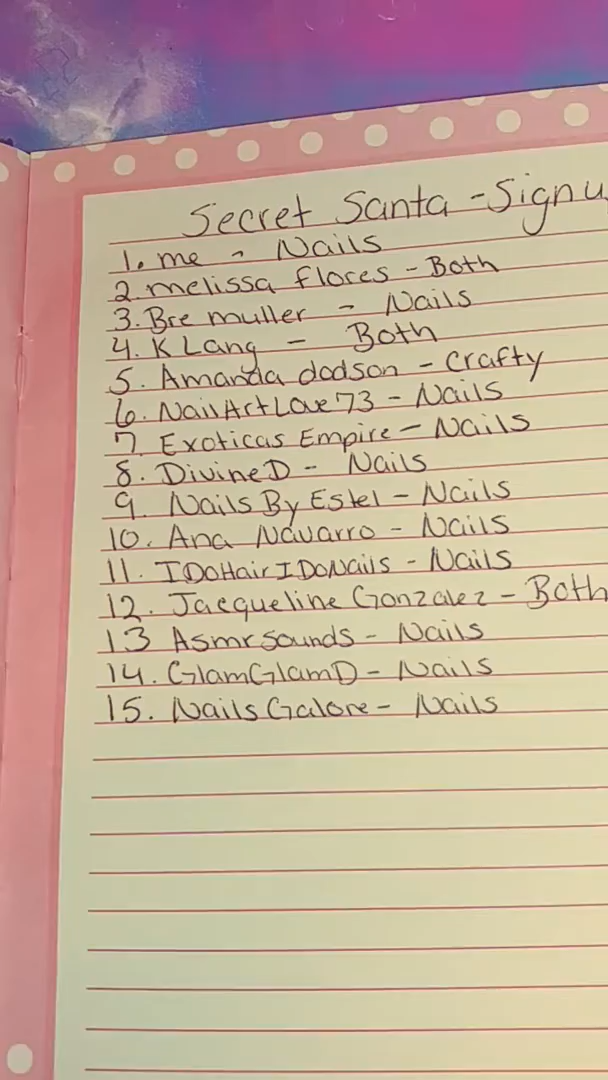 Secret Santa - Signu
1. me - Nails
2. melissa flores - Both
3. Bre muller - Nails
4. K Lang - Both
5. Amanda dodson - Crafty
6. NailArtLove73 - Nails
7. Exoticas Empire - Nails
8. DivineD - Nails
9. Nails By Estel - Nails
10. Ana Navarro - Nails
11. IDoHairIDoNails - Nails
12. Jacqueline Gonzalez - Both
13 Asmrsounds - Nails
14. GlamGlamD - Nails
15. Nails Galore - Nails